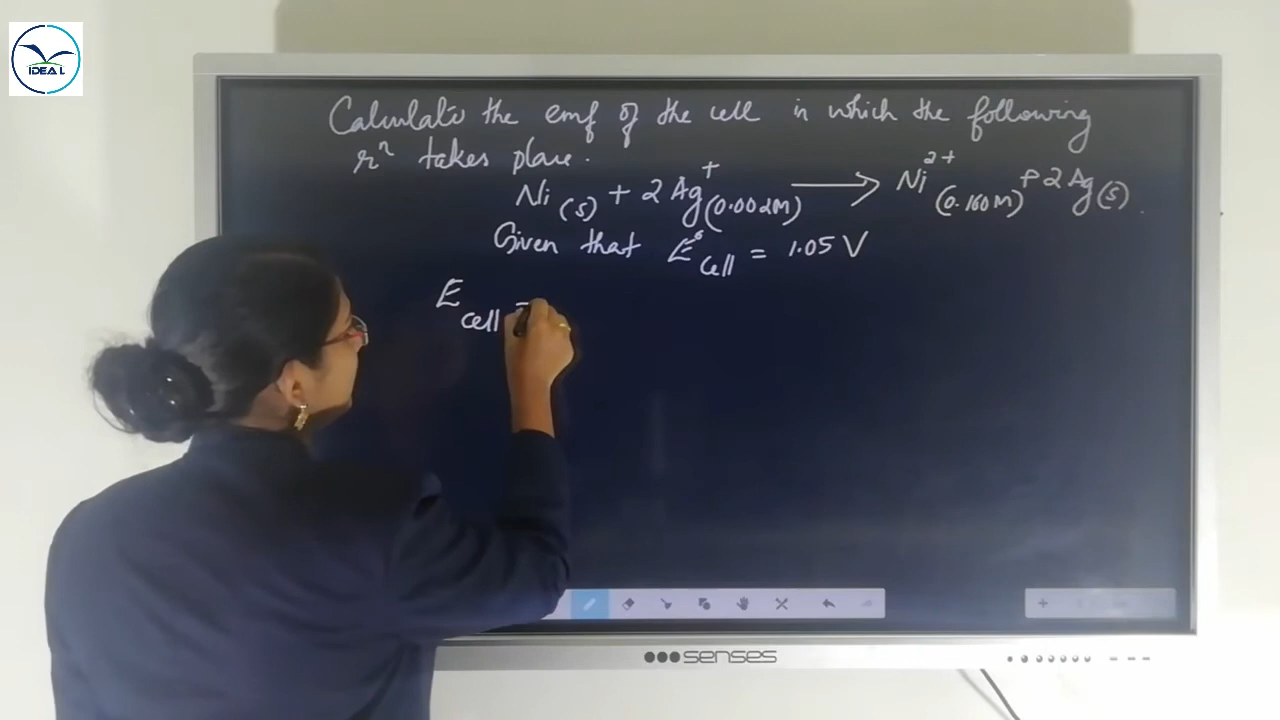 IDEAL
Calculate the emf of the cell in which the following
rⁿ takes place.
Ni(s) + 2Ag⁺(0.002M) ⟶ Ni²⁺(0.160M) + 2Ag(s).
Given that E°cell = 1.05 V
Ecell =
senses